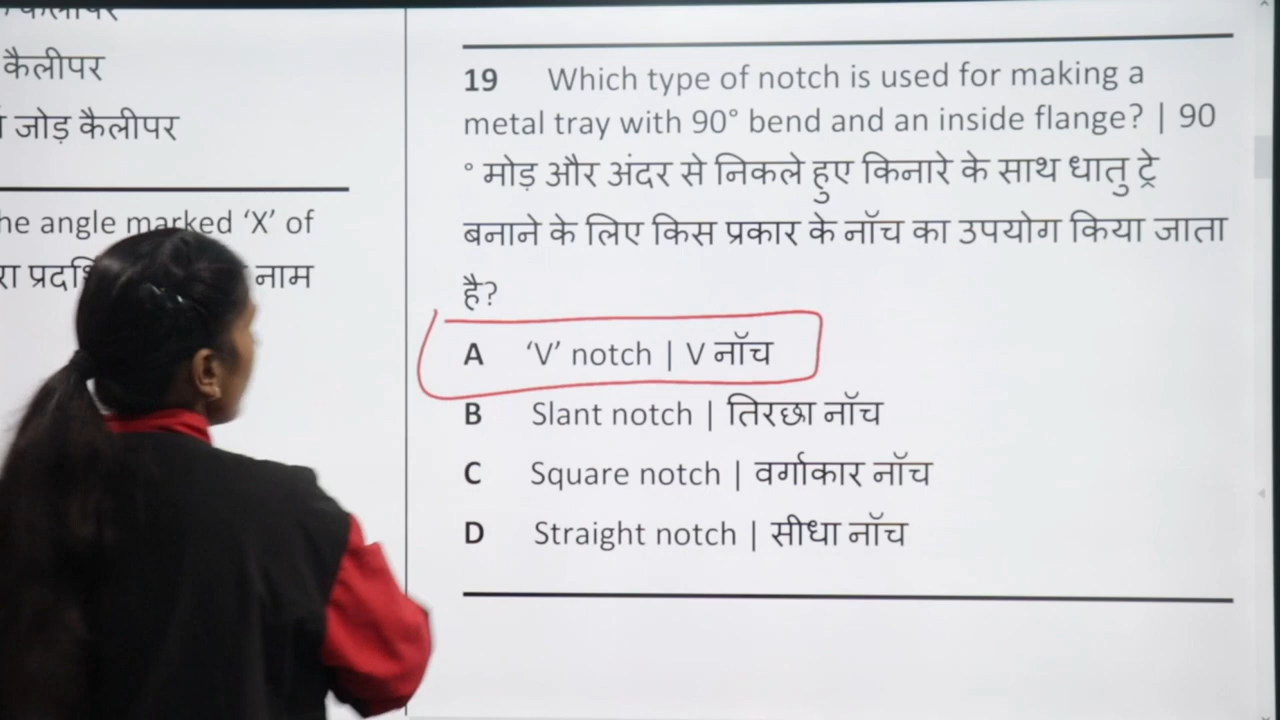 कैलीपर
जोड़ कैलीपर
he angle marked ‘X’ of
नाम
19 Which type of notch is used for making a
metal tray with 90° bend and an inside flange? | 90
° मोड़ और अंदर से निकले हुए किनारे के साथ धातु ट्रे
बनाने के लिए किस प्रकार के नॉच का उपयोग किया जाता
है?
A ‘V’ notch | V नॉच
B Slant notch | तिरछा नॉच
C Square notch | वर्गाकार नॉच
D Straight notch | सीधा नॉच